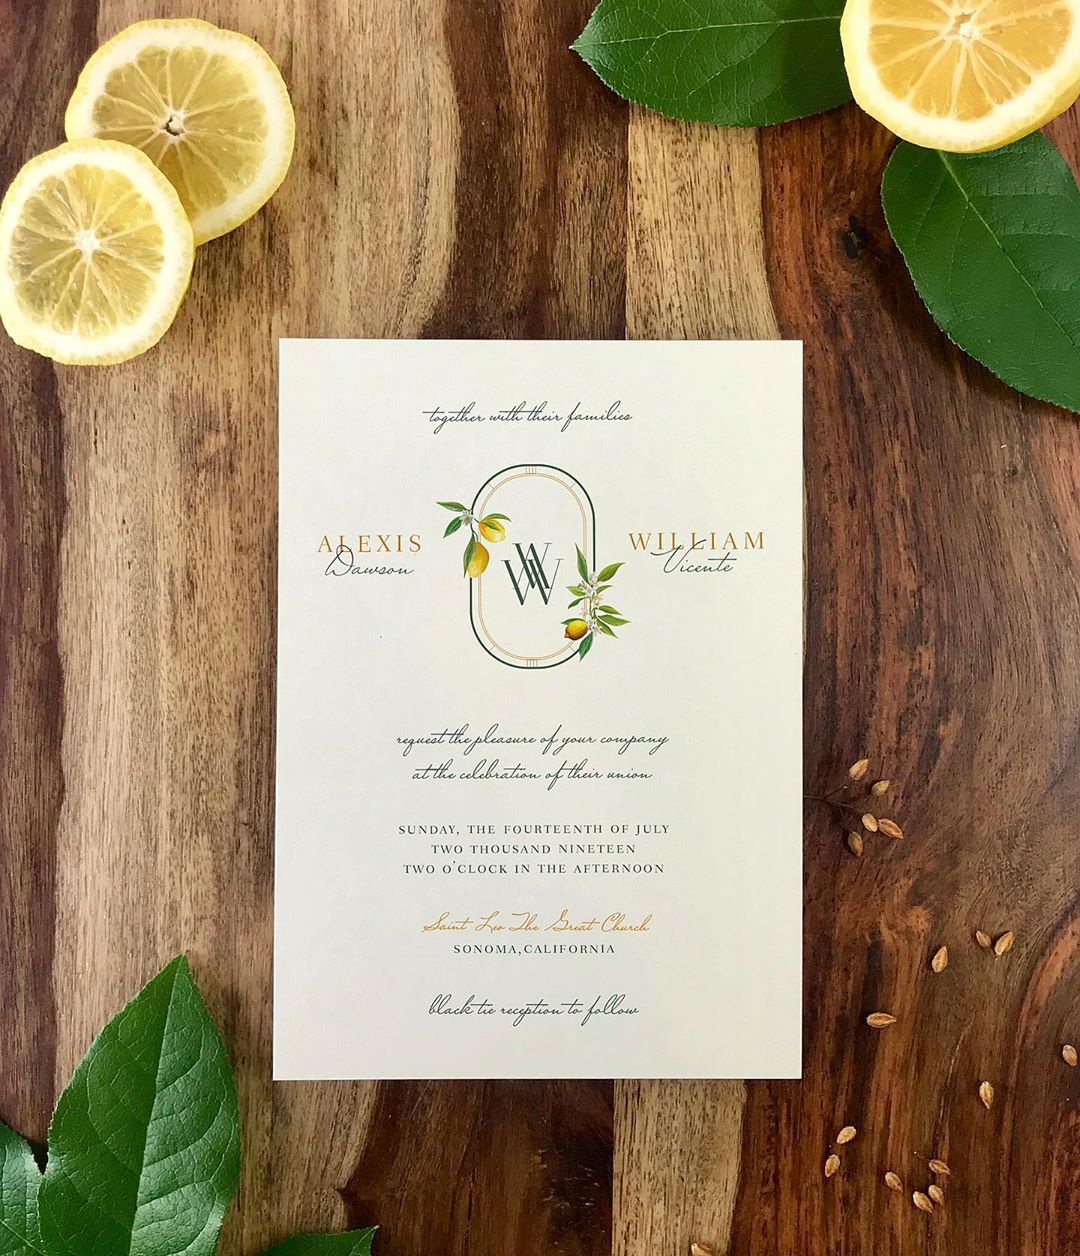 together with their families
ALEXIS
Dawson
WILLIAM
Vicente
request the pleasure of your company
at the celebration of their union
SUNDAY, THE FOURTEENTH OF JULY
TWO THOUSAND NINETEEN
TWO O'CLOCK IN THE AFTERNOON
Saint Leo The Great Church
SONOMA, CALIFORNIA
black tie reception to follow